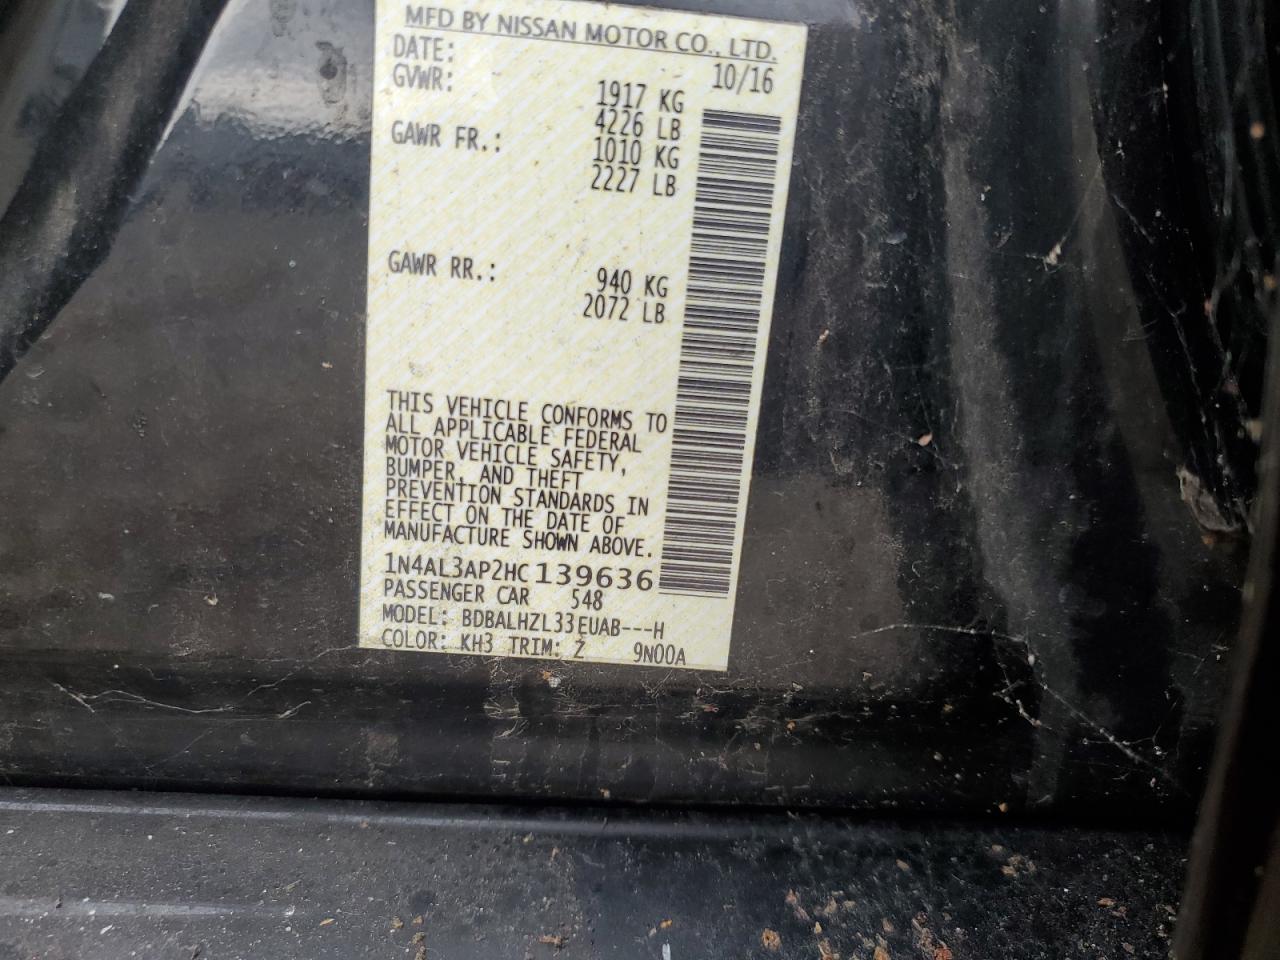 MFD BY NISSAN MOTOR CO., LTD.
DATE: 10/16
GVWR: 1917 KG
4226 LB
GAWR FR.: 1010 KG
2227 LB
GAWR RR.: 940 KG
2072 LB
THIS VEHICLE CONFORMS TO
ALL APPLICABLE FEDERAL
MOTOR VEHICLE SAFETY,
BUMPER, AND THEFT
PREVENTION STANDARDS IN
EFFECT ON THE DATE OF
MANUFACTURE SHOWN ABOVE.
1N4AL3AP2HC139636
PASSENGER CAR 548
MODEL: BDBALHZL33EUAB---H
COLOR: KH3 TRIM: Z 9N00A